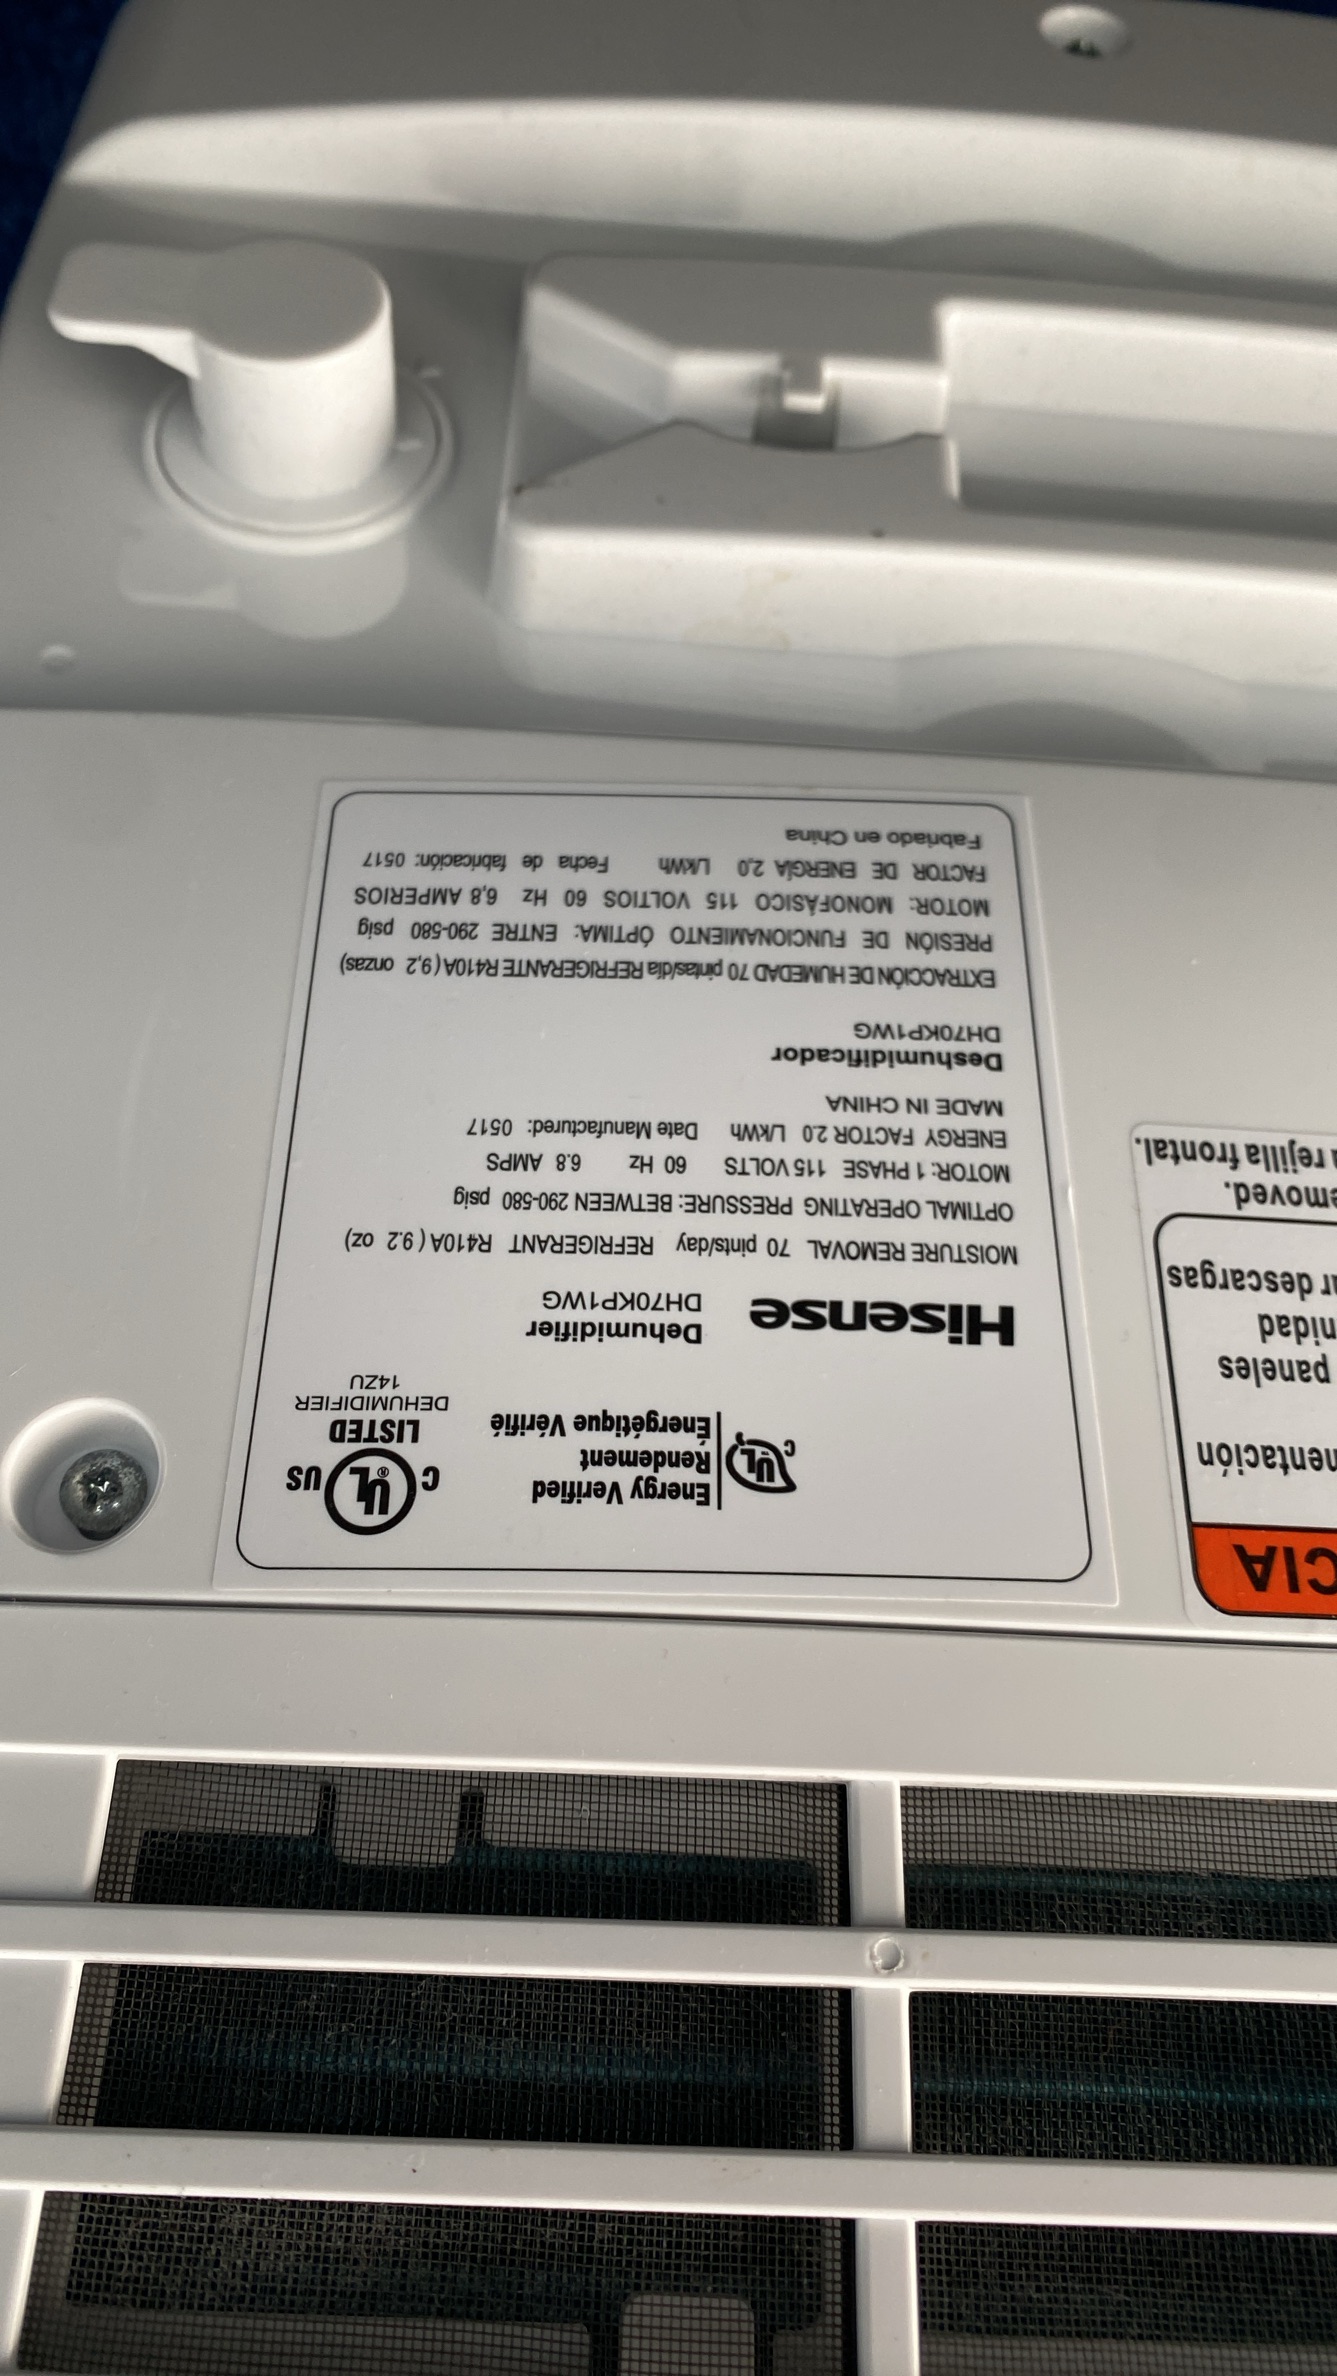 Energy Verified
Rendement
Énergétique Vérifié
C UL US
LISTED
DEHUMIDIFIER
14ZU
Hisense
Dehumidifier
DH70KP1WG
MOISTURE REMOVAL 70 pints/day REFRIGERANT R410A (9.2 oz)
OPTIMAL OPERATING PRESSURE: BETWEEN 290-580 psig
MOTOR: 1 PHASE 115 VOLTS 60 Hz 6.8 AMPS
ENERGY FACTOR 2.0 L/kWh Date Manufactured: 0517
MADE IN CHINA
Deshumidificador
DH70KP1WG
EXTRACCIÓN DE HUMEDAD 70 pintas/día REFRIGERANTE R410A (9,2 onzas)
PRESIÓN DE FUNCIONAMIENTO ÓPTIMA: ENTRE 290-580 psig
MOTOR: MONOFÁSICO 115 VOLTIOS 60 Hz 6,8 AMPERIOS
FACTOR DE ENERGÍA 2,0 L/kWh Fecha de fabricación: 0517
Fabriado en China
CIA
mentación
paneles
nidad
r descargas
emoved.
rejilla frontal.